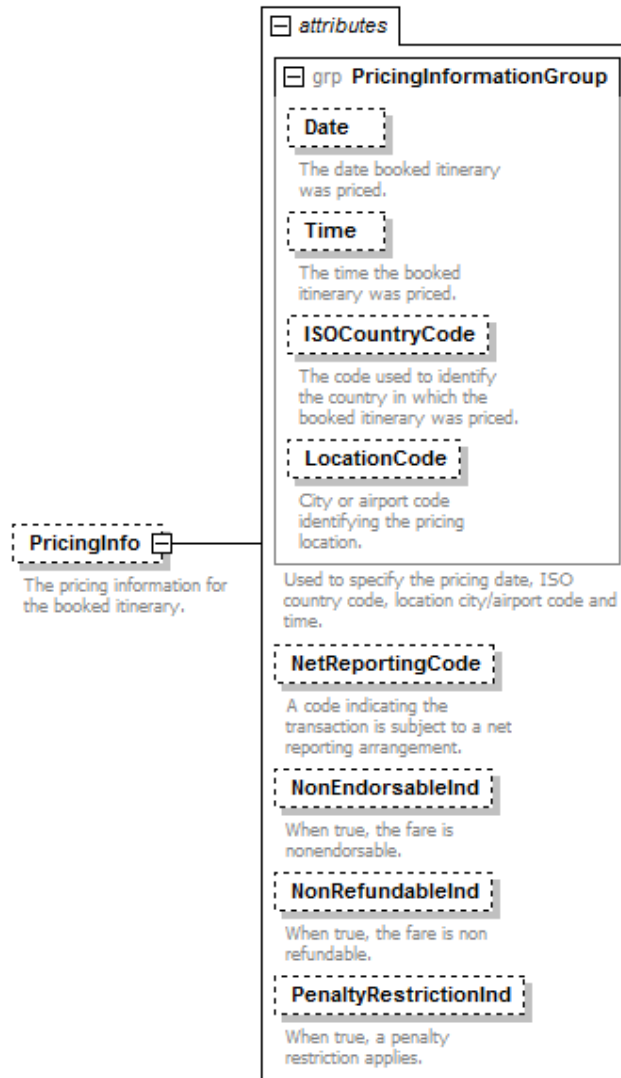 attributes
grp PricingInformationGroup
Date
The date booked itinerary
was priced.
Time
The time the booked
itinerary was priced.
ISOCountryCode
The code used to identify
the country in which the
booked itinerary was priced.
LocationCode
City or airport code
identifying the pricing
location.
PricingInfo
The pricing information for
the booked itinerary.
Used to specify the pricing date, ISO
country code, location city/airport code and
time.
NetReportingCode
A code indicating the
transaction is subject to a net
reporting arrangement.
NonEndorsableInd
When true, the fare is
nonendorsable.
NonRefundableInd
When true, the fare is non
refundable.
PenaltyRestrictionInd
When true, a penalty
restriction applies.